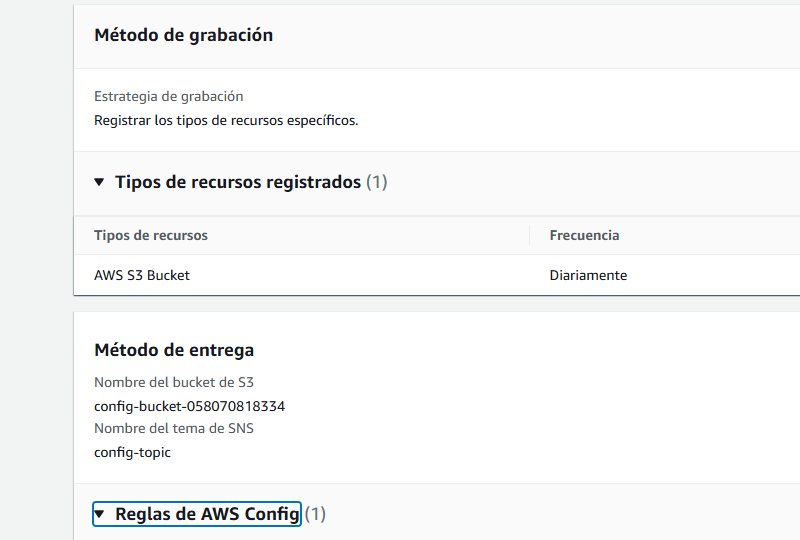 Método de grabación
Estrategia de grabación
Registrar los tipos de recursos específicos.
Tipos de recursos registrados (1)
Tipos de recursos Frecuencia
AWS S3 Bucket Diariamente
Método de entrega
Nombre del bucket de S3
config-bucket-058070818334
Nombre del tema de SNS
config-topic
Reglas de AWS Config (1)